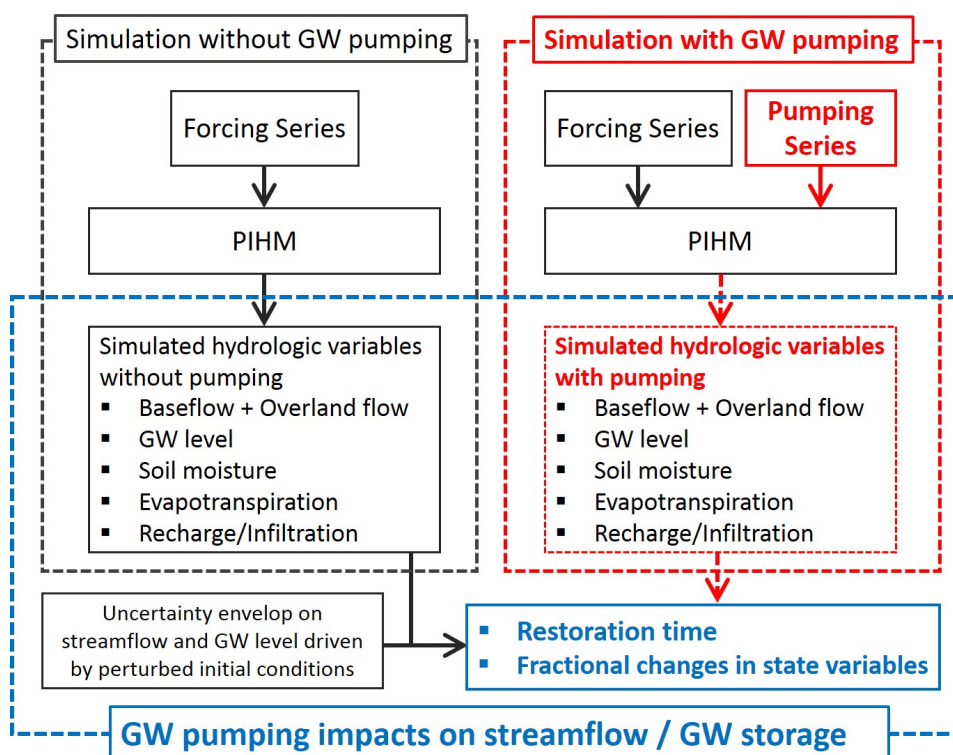 Simulation without GW pumping
Forcing Series
PIHM
Simulated hydrologic variables
without pumping
▪ Baseflow + Overland flow
▪ GW level
▪ Soil moisture
▪ Evapotranspiration
▪ Recharge/Infiltration
Simulation with GW pumping
Forcing Series
Pumping
Series
PIHM
Simulated hydrologic variables
with pumping
▪ Baseflow + Overland flow
▪ GW level
▪ Soil moisture
▪ Evapotranspiration
▪ Recharge/Infiltration
Uncertainty envelop on
streamflow and GW level driven
by perturbed initial conditions
▪ Restoration time
▪ Fractional changes in state variables
GW pumping impacts on streamflow / GW storage